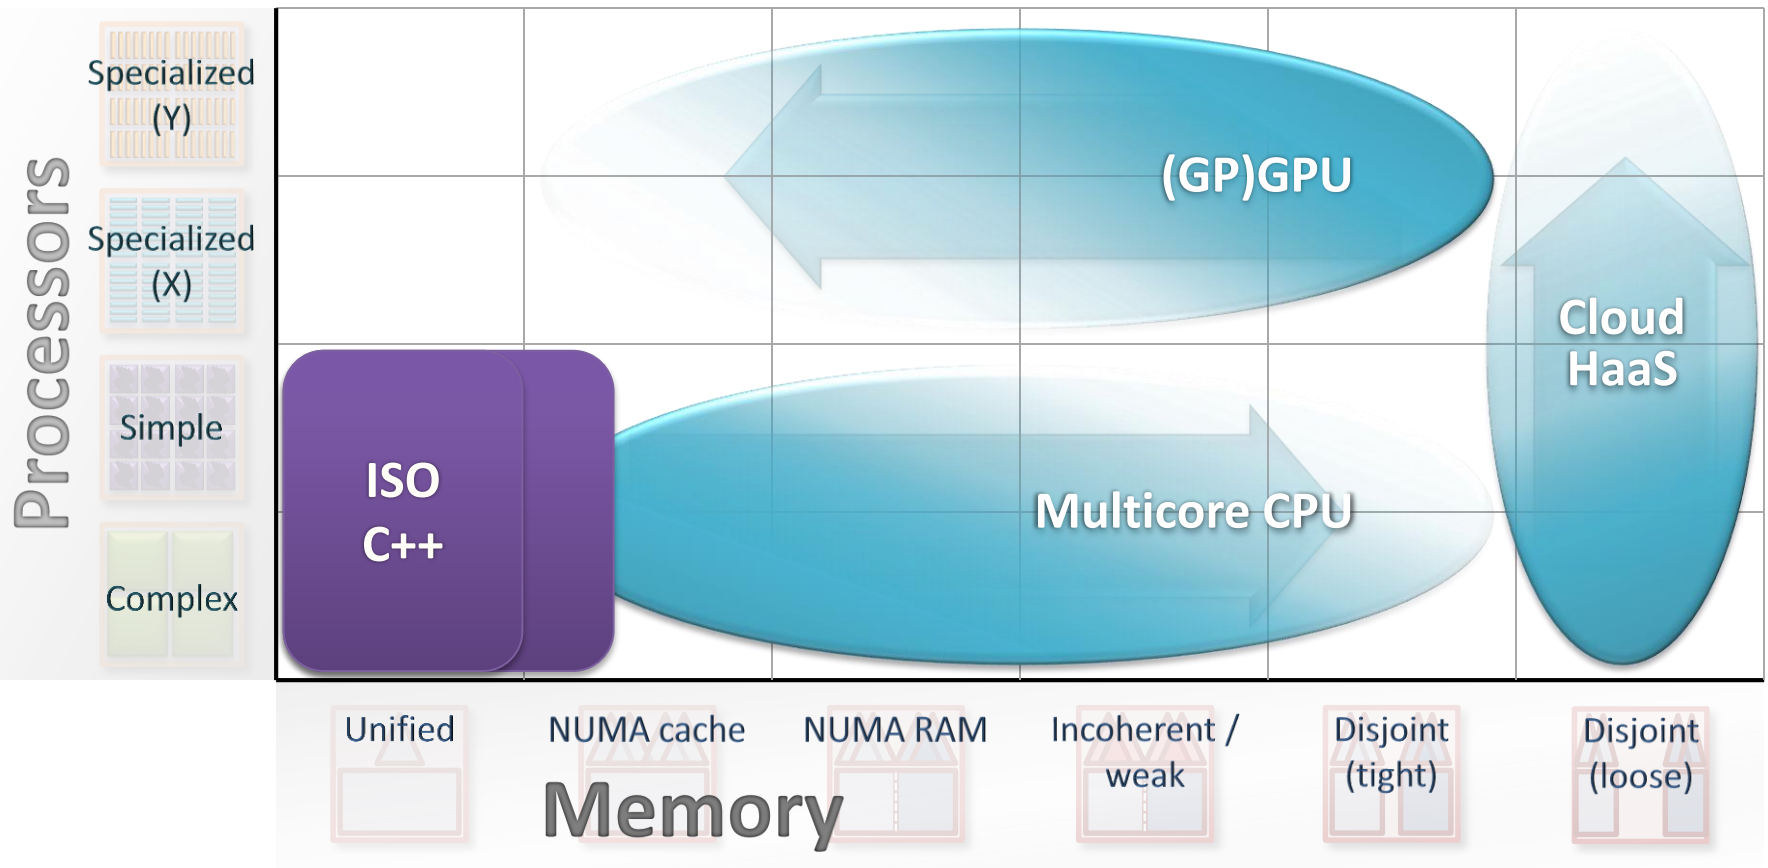 Processors
Specialized
(Y)
Specialized
(X)
Simple
Complex
(GP)GPU
Cloud
HaaS
ISO
C++
Multicore CPU
Unified
NUMA cache
NUMA RAM
Incoherent /
weak
Disjoint
(tight)
Disjoint
(loose)
Memory